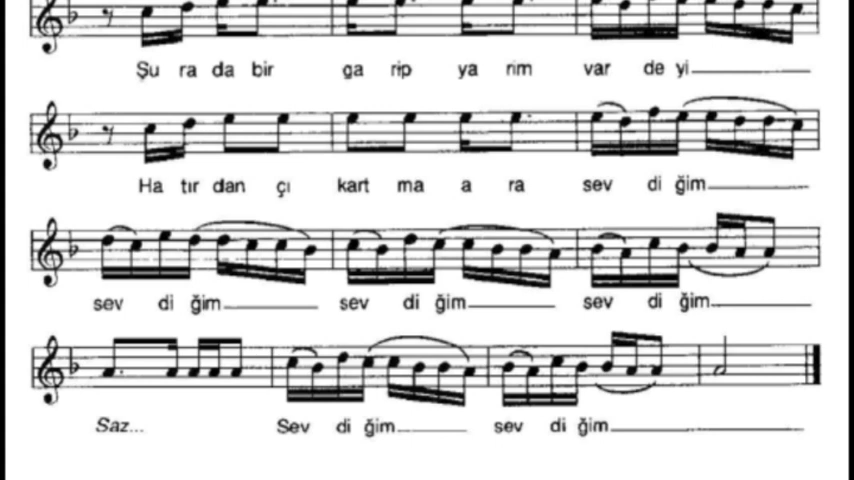 Şu ra da bir ga rip ya rim var de yi
Ha tır dan çı kart ma a ra sev di ğim
sev di ğim sev di ğim sev di ğim
Saz... Sev di ğim sev di ğim